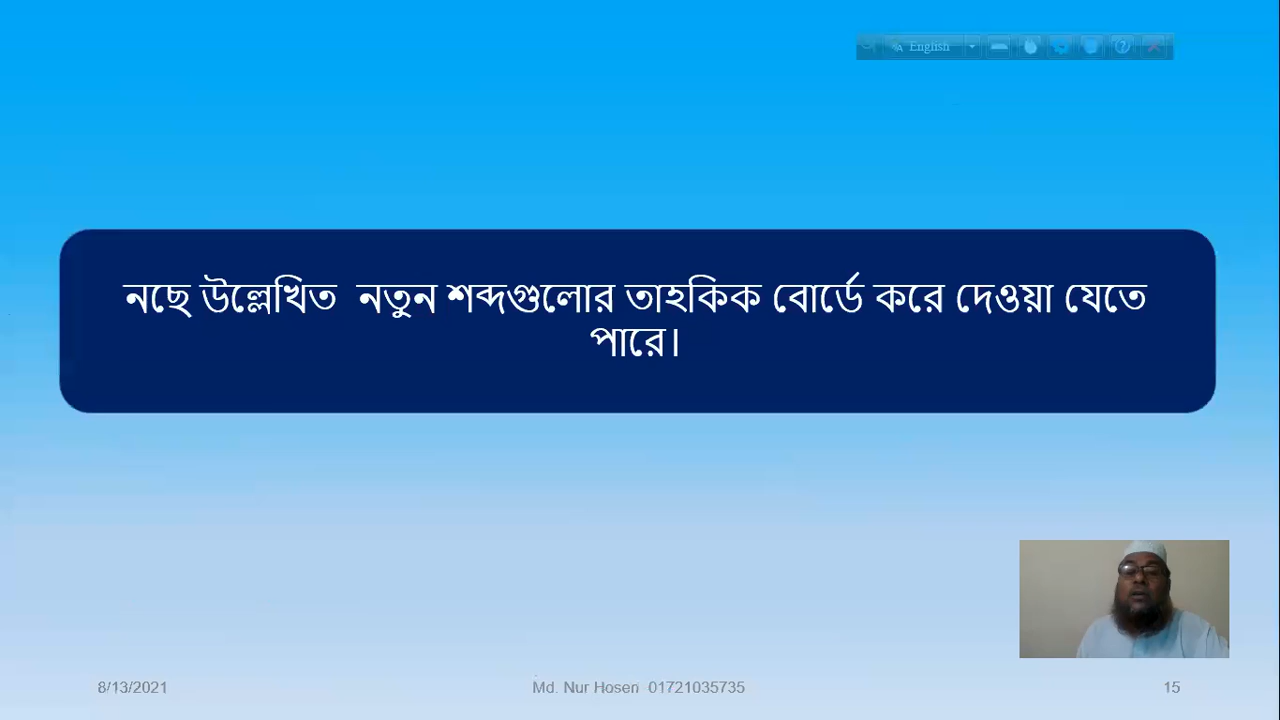 English
নছে উল্লেখিত নতুন শব্দগুলোর তাহকিক বোর্ডে করে দেওয়া যেতে
পারে।
8/13/2021
Md. Nur Hosen 01721035735
15